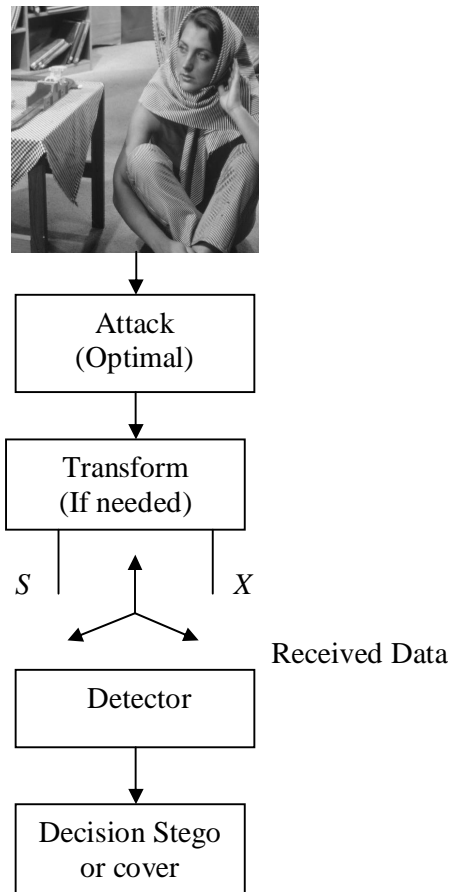 Attack
(Optimal)
Transform
(If needed)
S X
Received Data
Detector
Decision Stego
or cover